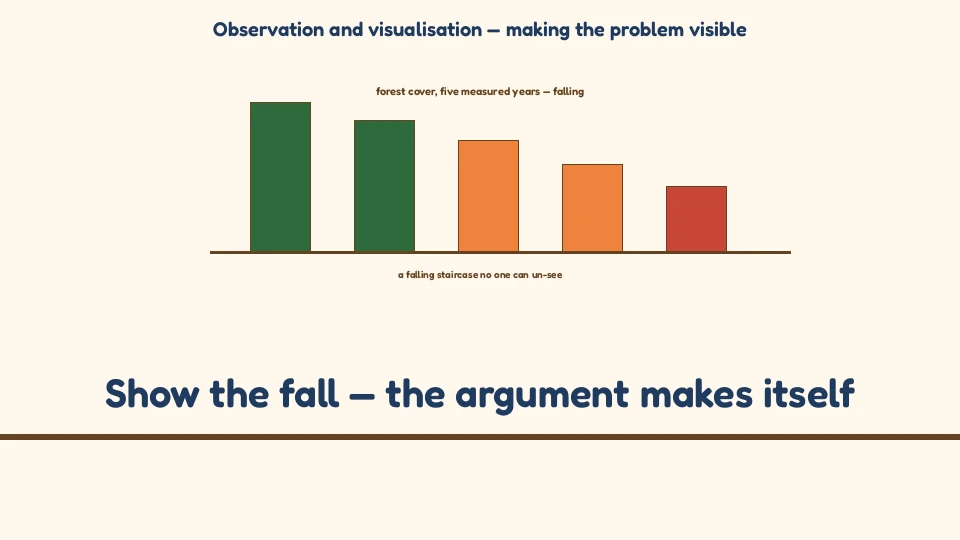 Observation and visualisation — making the problem visible
forest cover, five measured years — falling
a falling staircase no one can un-see
Show the fall — the argument makes itself